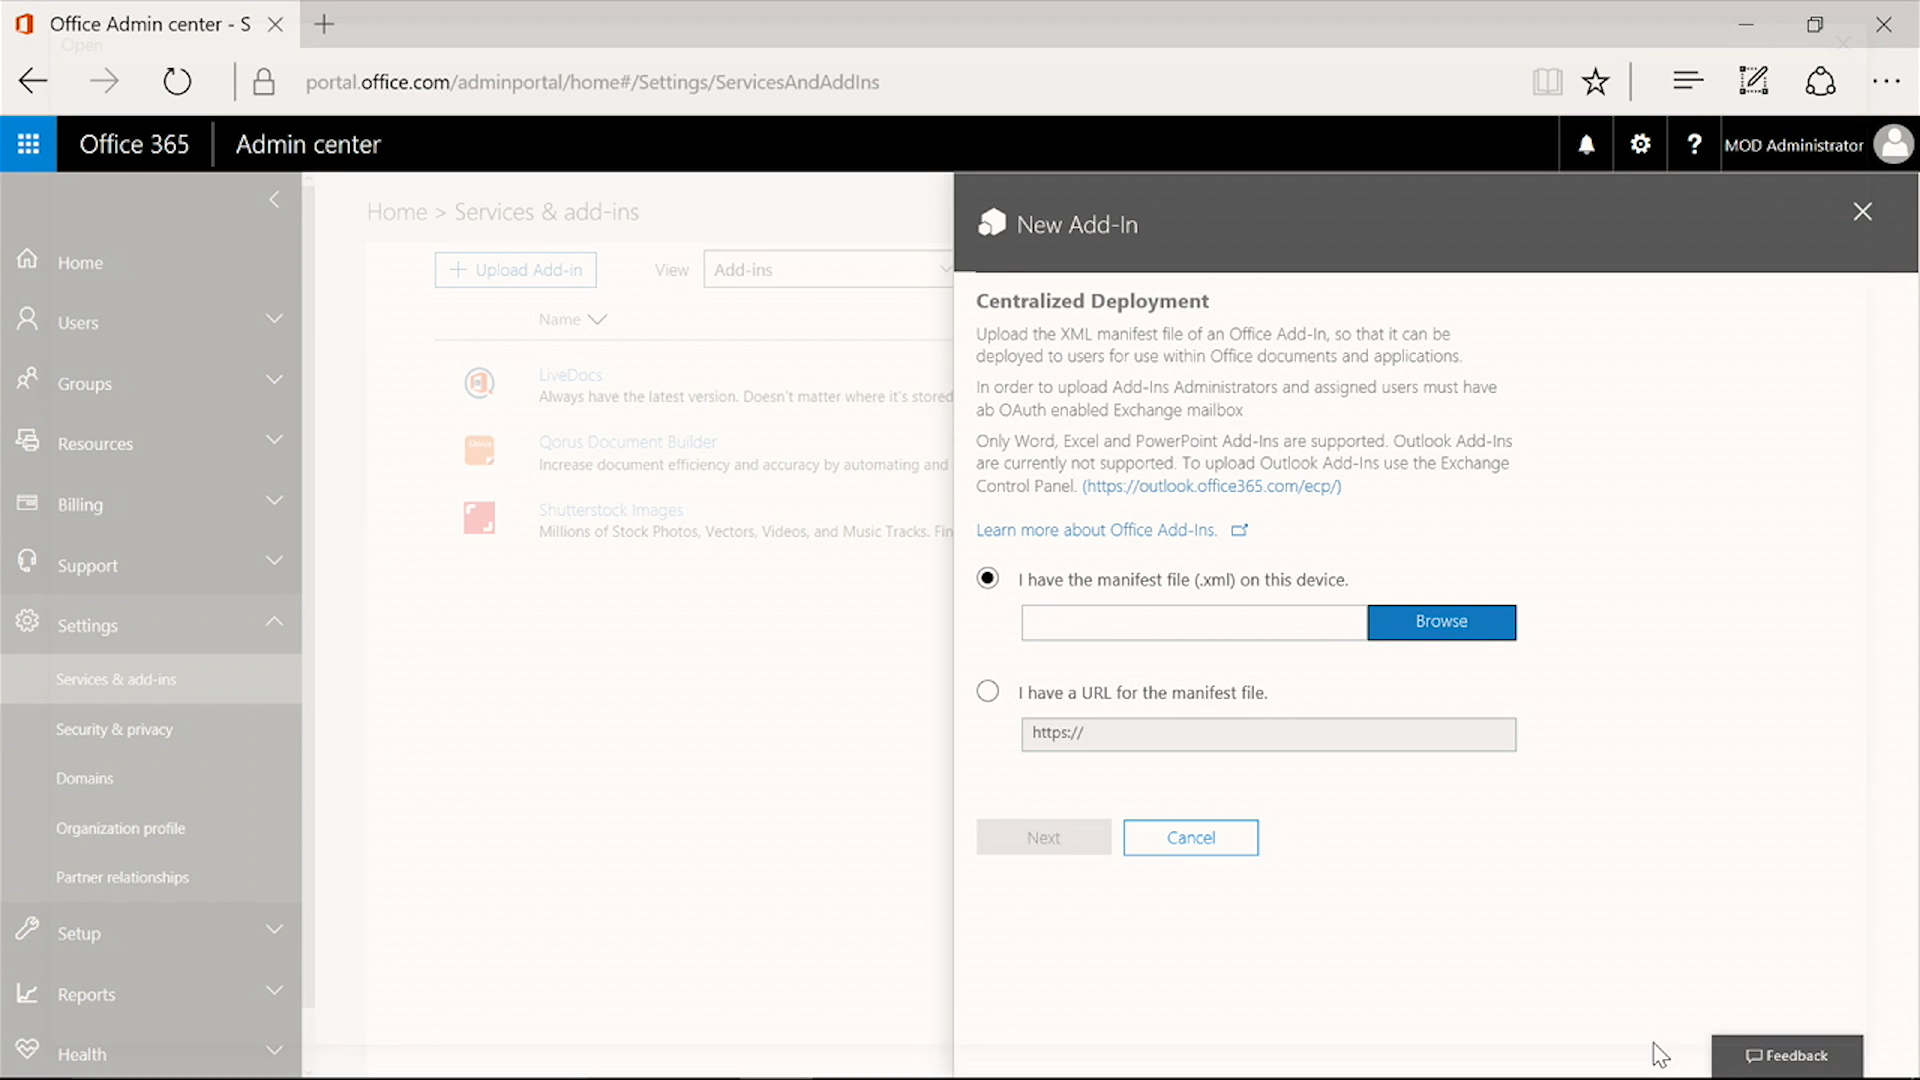 Office Admin center - S
Open
portal.office.com/adminportal/home#/Settings/ServicesAndAddIns
Office 365
Admin center
MOD Administrator
Home
Users
Groups
Resources
Billing
Support
Settings
Services & add-ins
Security & privacy
Domains
Organization profile
Partner relationships
Setup
Reports
Health
Home > Services & add-ins
Upload Add-in
View
Add-ins
Name
LiveDocs
Always have the latest version. Doesn't matter where it's stored
Qorus Document Builder
Increase document efficiency and accuracy by automating and
Shutterstock Images
Millions of Stock Photos, Vectors, Videos, and Music Tracks. Fin
New Add-In
Centralized Deployment
Upload the XML manifest file of an Office Add-In, so that it can be
deployed to users for use within Office documents and applications.
In order to upload Add-Ins Administrators and assigned users must have
ab OAuth enabled Exchange mailbox
Only Word, Excel and PowerPoint Add-Ins are supported. Outlook Add-Ins
are currently not supported. To upload Outlook Add-Ins use the Exchange
Control Panel. (https://outlook.office365.com/ecp/)
Learn more about Office Add-Ins.
I have the manifest file (.xml) on this device.
Browse
I have a URL for the manifest file.
https://
Next
Cancel
Feedback